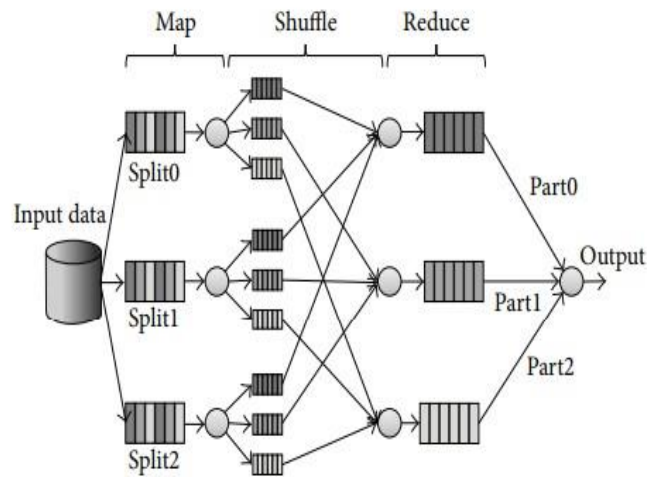 Map
Shuffle
Reduce
Split0
Input data
Part0
Output
Split1
Part1
Part2
Split2